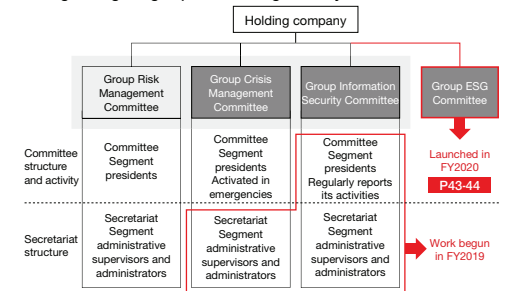 Holding company
Group Risk
Management
Committee
Group Crisis
Management
Committee
Group Information
Security Committee
Group ESG
Committee
Committee
structure
and activity
Committee
Segment
presidents
Committee
Segment
presidents
Activated in
emergencies
Committee
Segment
presidents
Regularly reports
its activities
Launched in
FY2020
P43-44
Secretariat
structure
Secretariat
Segment
administrative
supervisors and
administrators
Secretariat
Segment
administrative
supervisors and
administrators
Secretariat
Segment
administrative
supervisors and
administrators
Work begun
in FY2019